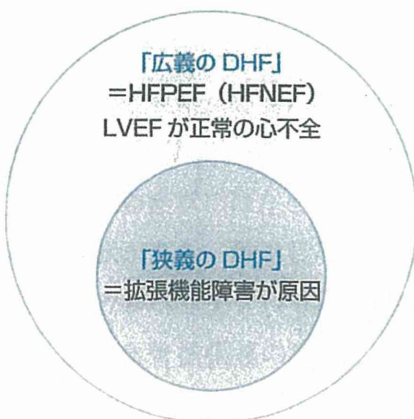 「広義の DHF」
=HFPEF（HFNEF）
LVEF が正常の心不全
「狭義の DHF」
=拡張機能障害が原因